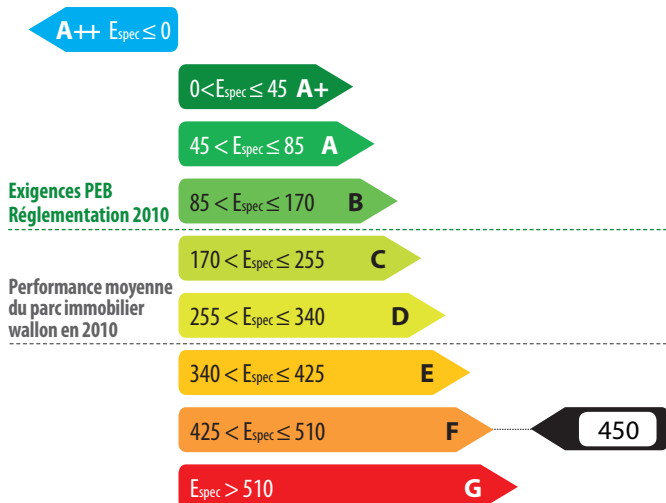 A++ Espec ≤ 0
0 < Espec ≤ 45 A+
45 < Espec ≤ 85 A
Exigences PEB
Réglementation 2010
85 < Espec ≤ 170 B
170 < Espec ≤ 255 C
Performance moyenne
du parc immobilier
wallon en 2010
255 < Espec ≤ 340 D
340 < Espec ≤ 425 E
425 < Espec ≤ 510 F 450
Espec > 510 G